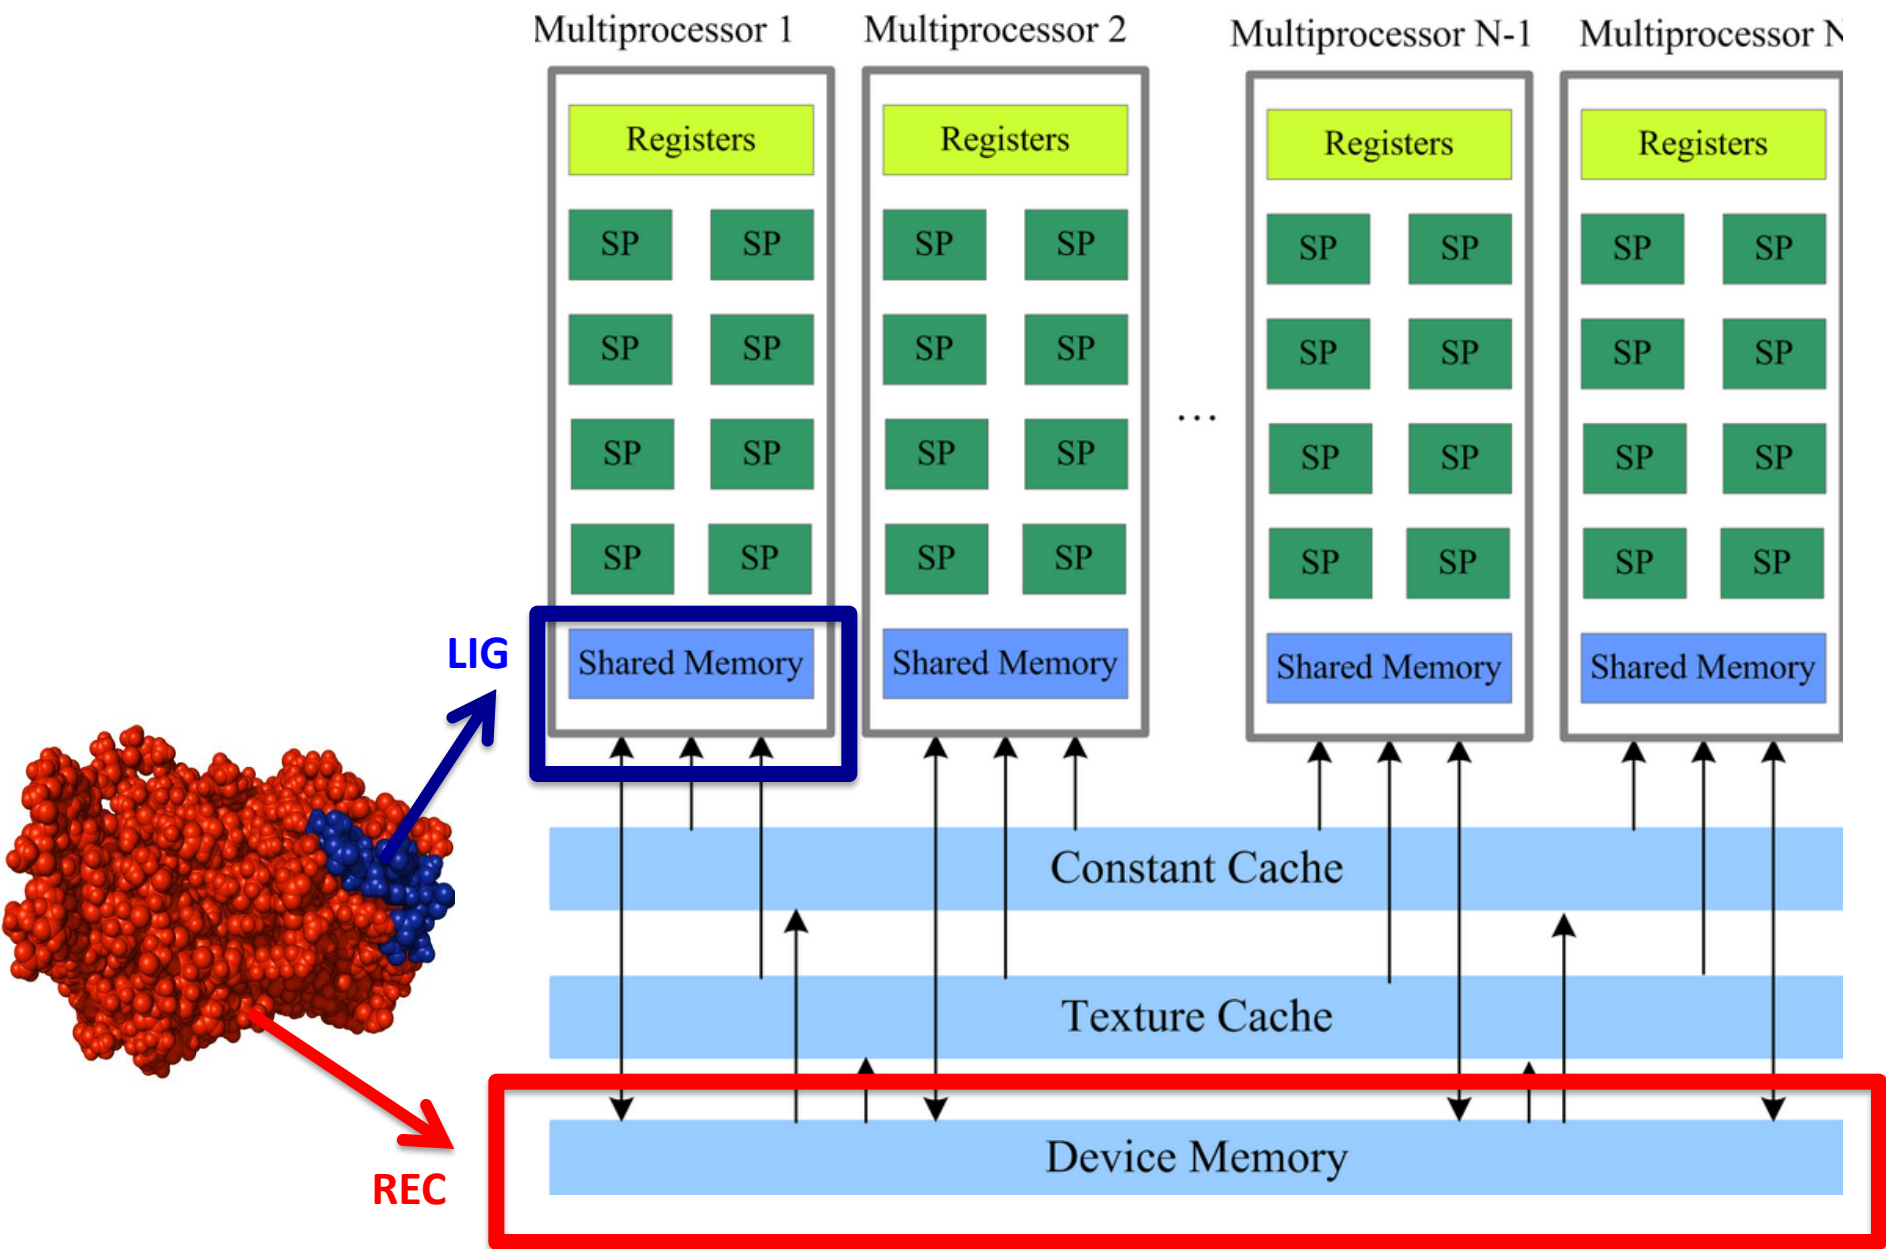 Multiprocessor 1 Multiprocessor 2 Multiprocessor N-1 Multiprocessor N
Registers Registers Registers Registers
SP SP SP SP SP SP SP SP
SP SP SP SP SP SP SP SP
...
SP SP SP SP SP SP SP SP
SP SP SP SP SP SP SP SP
LIG
Shared Memory Shared Memory Shared Memory Shared Memory
Constant Cache
Texture Cache
Device Memory
REC